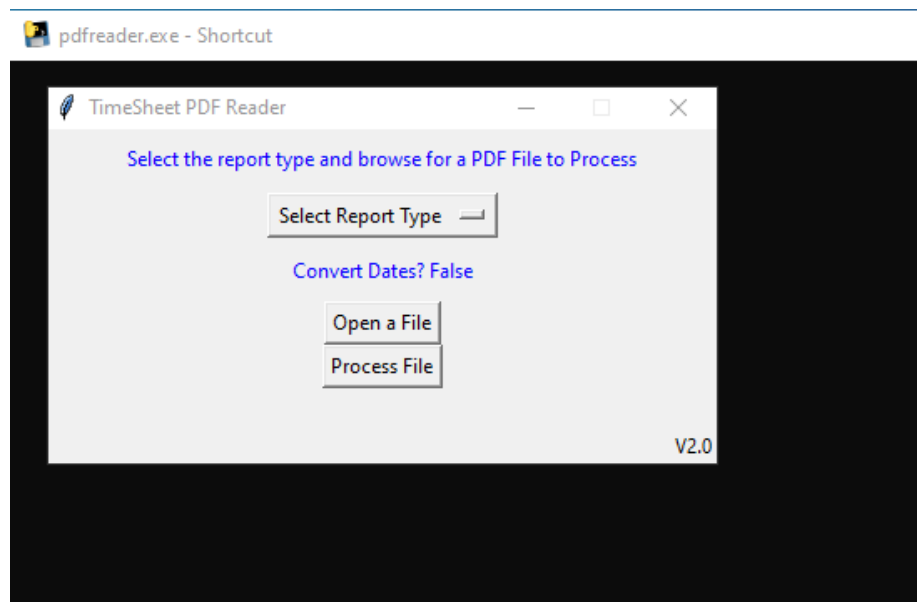 pdfreader.exe - Shortcut
TimeSheet PDF Reader
Select the report type and browse for a PDF File to Process
Select Report Type
Convert Dates? False
Open a File
Process File
V2.0